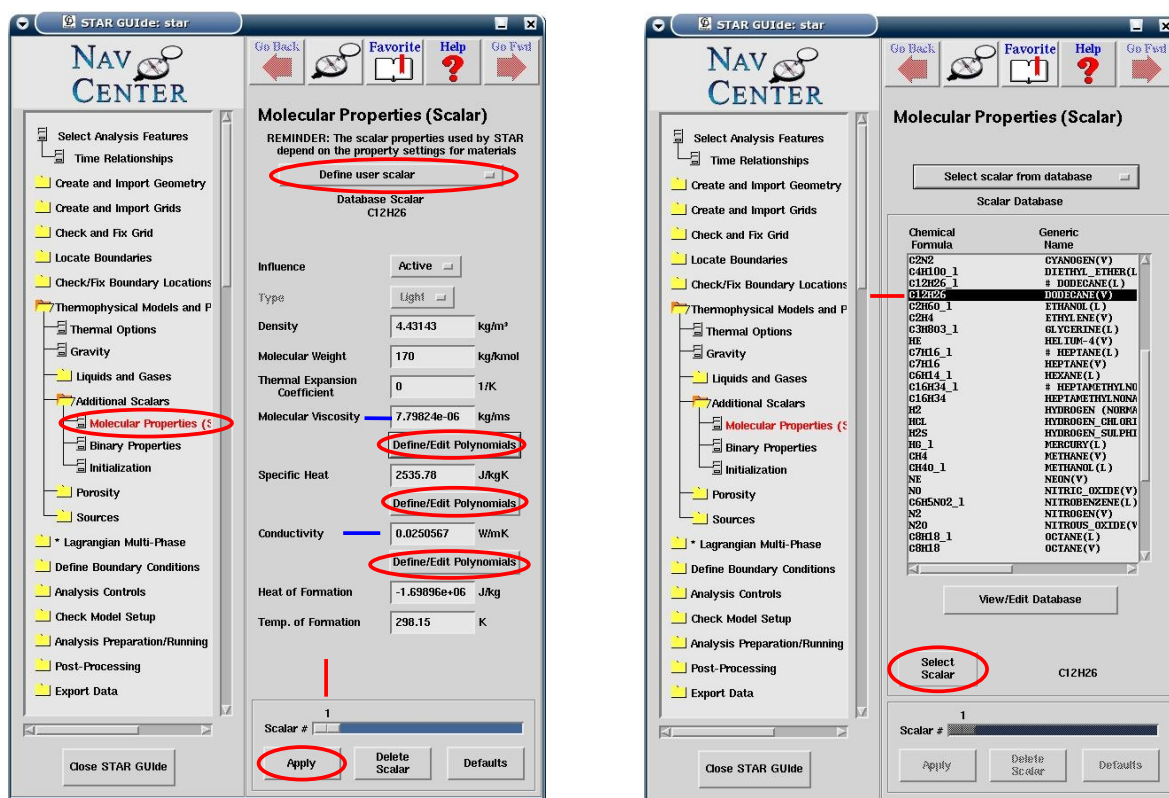 STAR GUIde: star
NAV
CENTER
Select Analysis Features
Time Relationships
Create and Import Geometry
Create and Import Grids
Check and Fix Grid
Locate Boundaries
Check/Fix Boundary Locations
Thermophysical Models and P
Thermal Options
Gravity
Liquids and Gases
Additional Scalars
Molecular Properties (S
Binary Properties
Initialization
Porosity
Sources
* Lagrangian Multi-Phase
Define Boundary Conditions
Analysis Controls
Check Model Setup
Analysis Preparation/Running
Post-Processing
Export Data
Close STAR GUIde
Go Back Favorite Help Go Fwd
Molecular Properties (Scalar)
REMINDER: The scalar properties used by STAR
depend on the property settings for materials
Define user scalar
Database Scalar
C12H26
Influence Active
Type Light
Density 4.43143 kg/m³
Molecular Weight 170 kg/kmol
Thermal Expansion
Coefficient 0 1/K
Molecular Viscosity 7.79824e-06 kg/ms
Define/Edit Polynomials
Specific Heat 2535.78 J/kgK
Define/Edit Polynomials
Conductivity 0.0250567 W/mK
Define/Edit Polynomials
Heat of Formation -1.69896e+06 J/kg
Temp. of Formation 298.15 K
1
Scalar #
Apply Delete Scalar Defaults
STAR GUIde: star
NAV
CENTER
Select Analysis Features
Time Relationships
Create and Import Geometry
Create and Import Grids
Check and Fix Grid
Locate Boundaries
Check/Fix Boundary Locations
Thermophysical Models and P
Thermal Options
Gravity
Liquids and Gases
Additional Scalars
Molecular Properties (S
Binary Properties
Initialization
Porosity
Sources
* Lagrangian Multi-Phase
Define Boundary Conditions
Analysis Controls
Check Model Setup
Analysis Preparation/Running
Post-Processing
Export Data
Close STAR GUIde
Go Back Favorite Help Go Fwd
Molecular Properties (Scalar)
Select scalar from database
Scalar Database
Chemical Generic
Formula Name
C2N2 CYANOGEN(V)
C4H10O_1 DIETHYL_ETHER(L
C12H26_1 # DODECANE(L)
C12H26 DODECANE(V)
C2H6O_1 ETHANOL(L)
C2H4 ETHYLENE(V)
C3H8O3_1 GLYCERINE(L)
HE HELIUM-4(V)
C7H16_1 # HEPTANE(L)
C7H16 HEPTANE(V)
C6H14_1 HEXANE(L)
C16H34_1 # HEPTAMETHYLNO
C16H34 HEPTAMETHYLNONA
H2 HYDROGEN (NORMA
HCL HYDROGEN_CHLORI
H2S HYDROGEN_SULPHI
HG_1 MERCURY(L)
CH4 METHANE(V)
CH4O_1 METHANOL(L)
NE NEON(V)
NO NITRIC_OXIDE(V)
C6H5NO2_1 NITROBENZENE(L)
N2 NITROGEN(V)
N2O NITROUS_OXIDE(V
C8H18_1 OCTANE(L)
C8H18 OCTANE(V)
View/Edit Database
Select
Scalar C12H26
1
Scalar #
Apply Delete Scalar Defaults